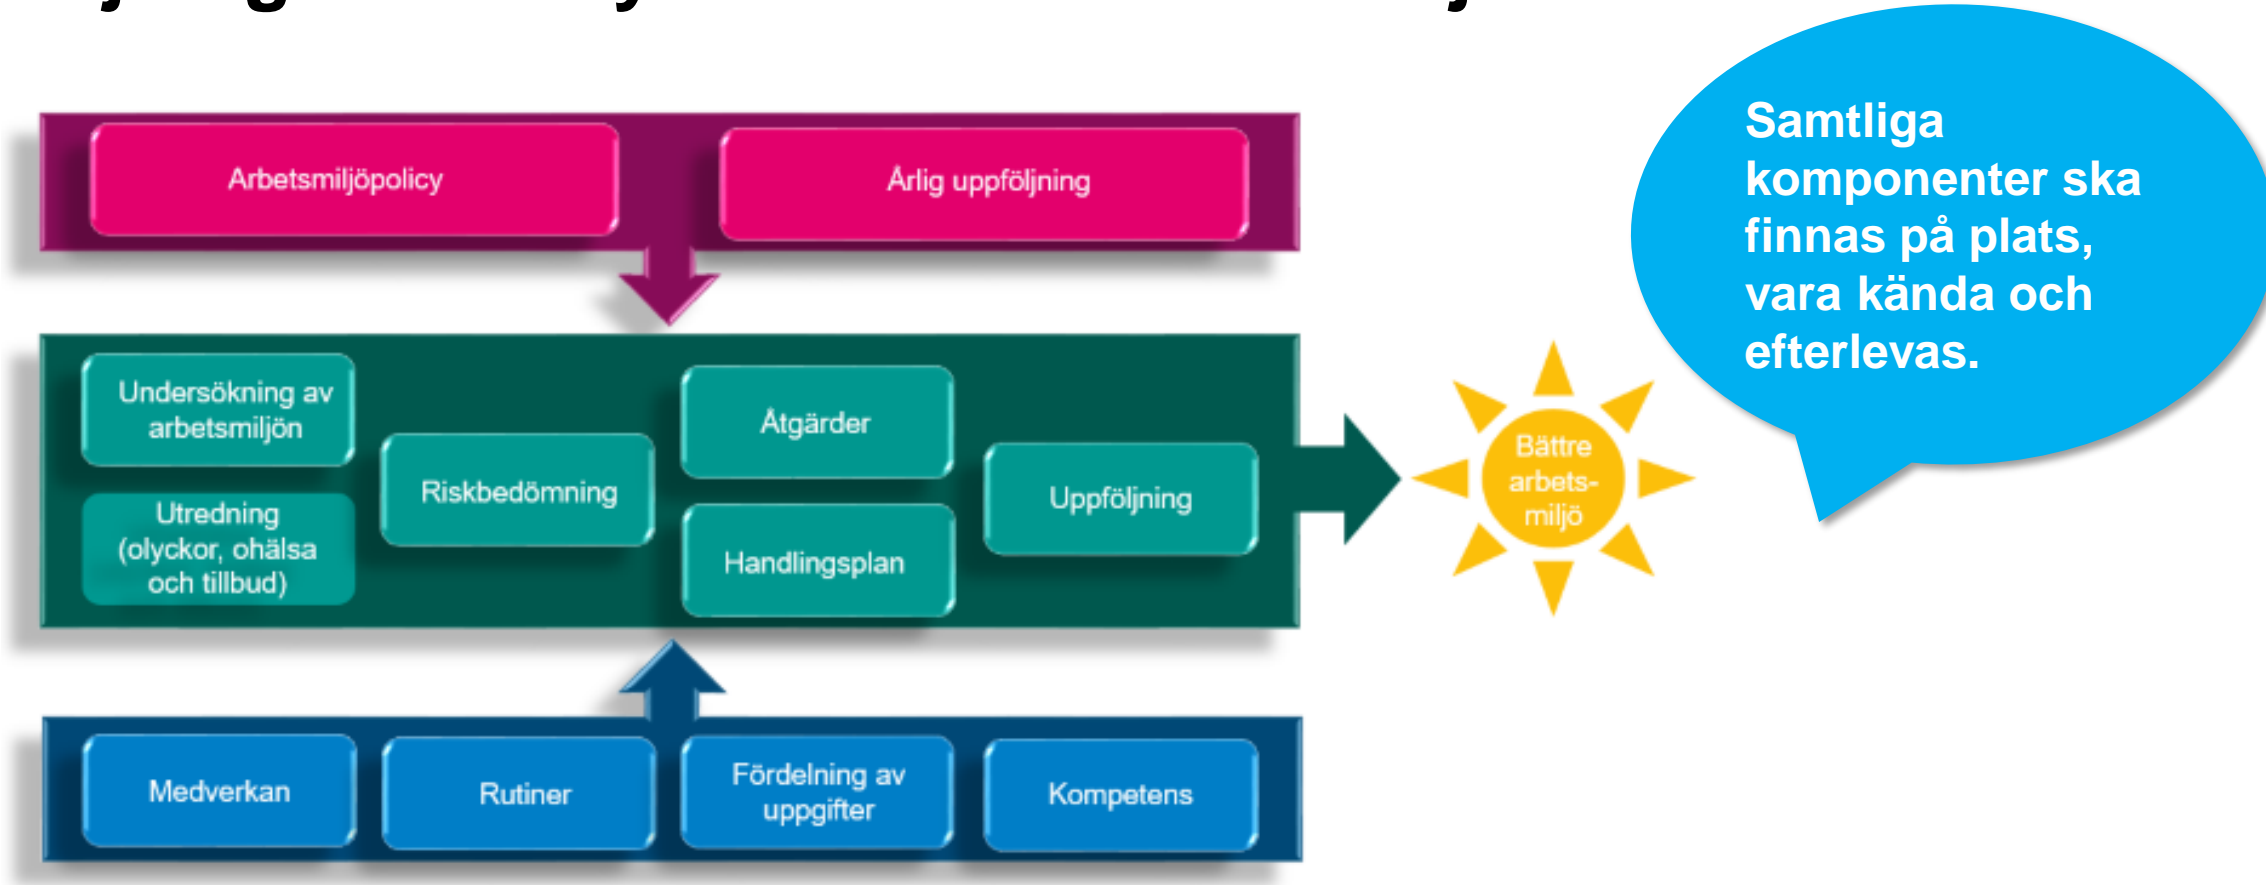 Arbetsmiljöpolicy
Årlig uppföljning
Samtliga
komponenter ska
finnas på plats,
vara kända och
efterlevas.
Undersökning av
arbetsmiljön
Utredning
(olyckor, ohälsa
och tillbud)
Riskbedömning
Åtgärder
Handlingsplan
Uppföljning
Bättre
arbets-
miljö
Medverkan
Rutiner
Fördelning av
uppgifter
Kompetens